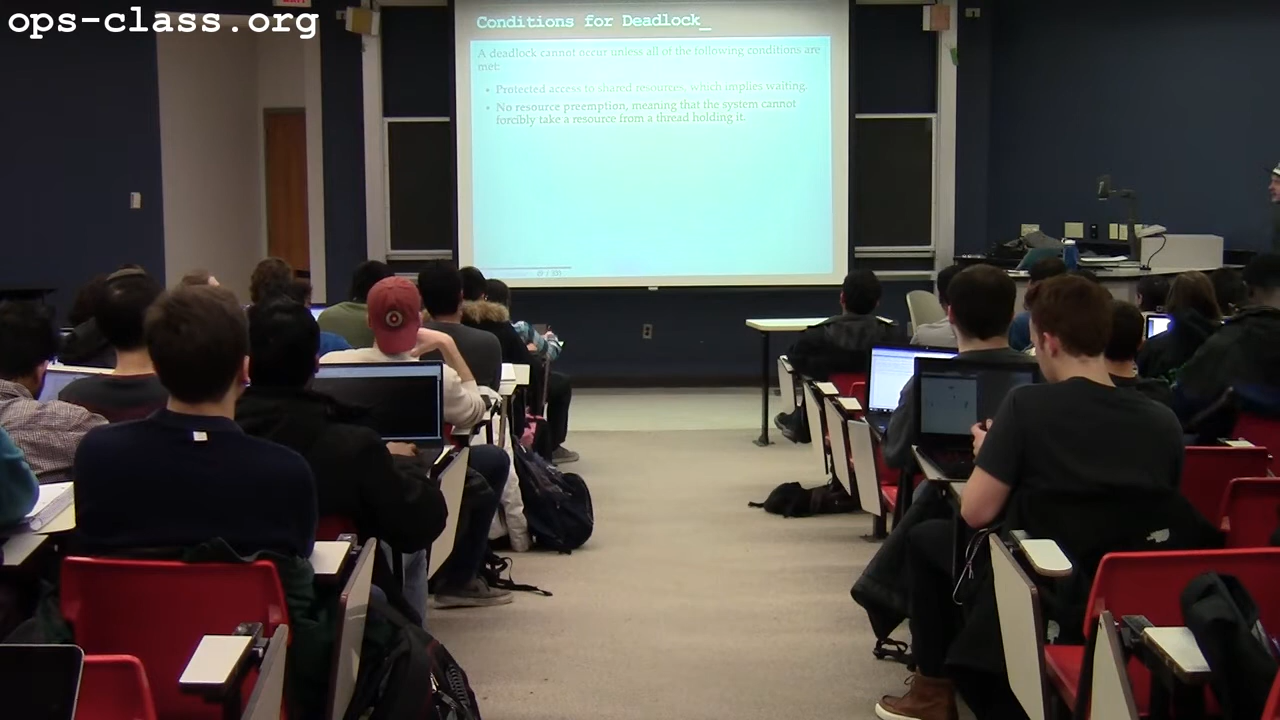 ops-class.org
Conditions for Deadlock_
A deadlock cannot occur unless all of the following conditions are
met:
• Protected access to shared resources, which implies waiting.
• No resource preemption, meaning that the system cannot
forcibly take a resource from a thread holding it.